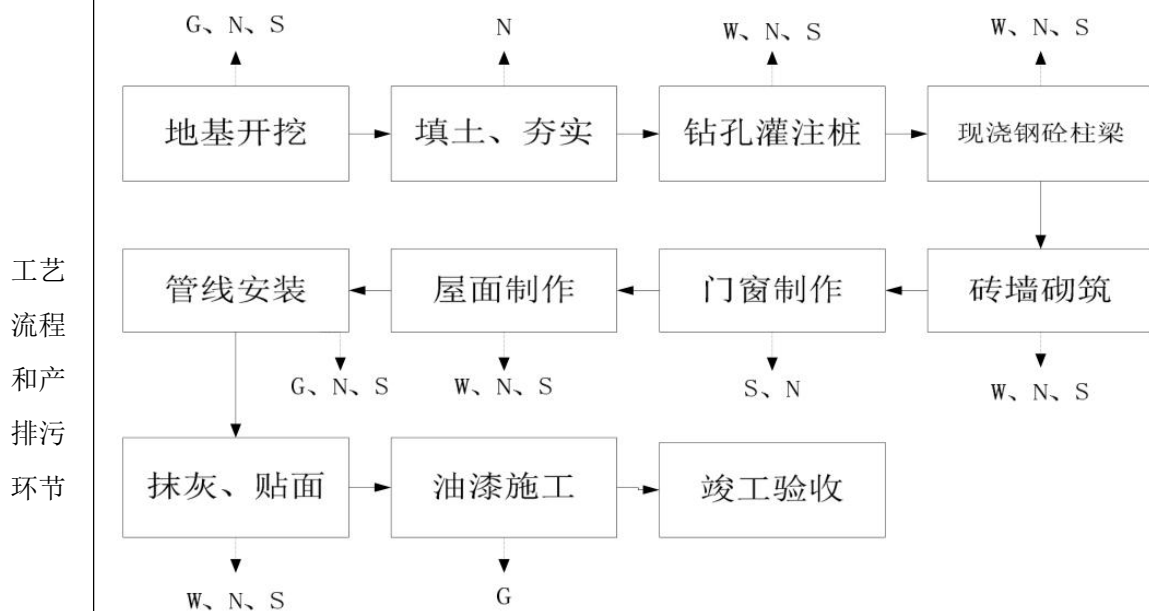 工艺
流程
和产
排污
环节
G、N、S
N
W、N、S
W、N、S
地基开挖
填土、夯实
钻孔灌注桩
现浇钢砼柱梁
管线安装
屋面制作
门窗制作
砖墙砌筑
G、N、S
W、N、S
S、N
W、N、S
抹灰、贴面
油漆施工
竣工验收
W、N、S
G